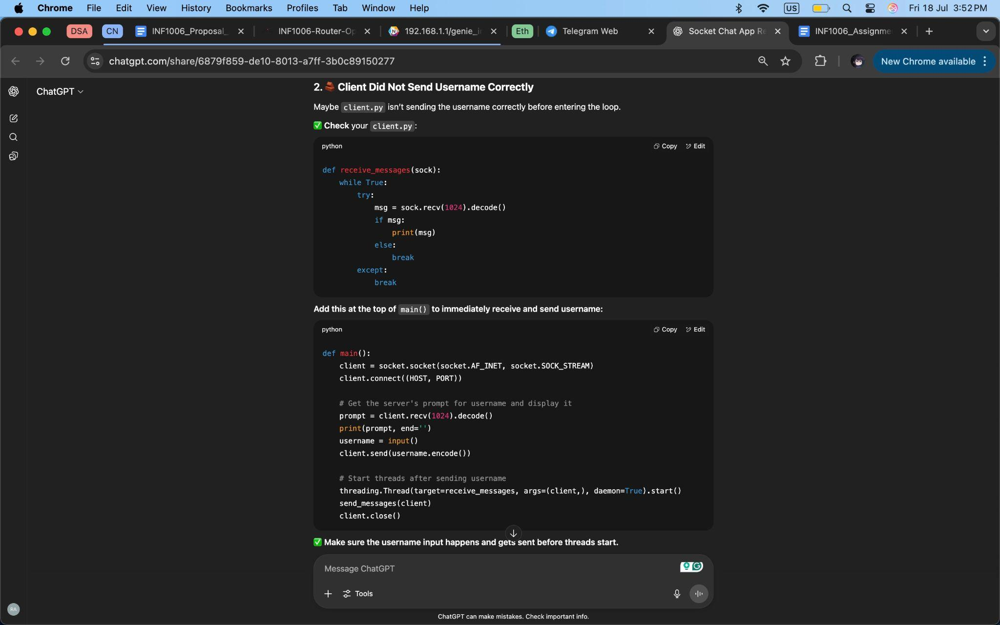 Chrome File Edit View History Bookmarks Profiles Tab Window Help US Fri 18 Jul 3:52 PM
DSA CN INF1006_Proposal_ INF1006-Router-Op 192.168.1.1/genie_i Eth Telegram Web Socket Chat App Re INF1006_Assignme
chatgpt.com/share/6879f859-de10-8013-a7ff-3b0c89150277 New Chrome available
ChatGPT
2. Client Did Not Send Username Correctly
Maybe client.py isn’t sending the username correctly before entering the loop.
✅ Check your client.py:
python Copy Edit
def receive_messages(sock):
    while True:
        try:
            msg = sock.recv(1024).decode()
            if msg:
                print(msg)
            else:
                break
        except:
            break
Add this at the top of main() to immediately receive and send username:
python Copy Edit
def main():
    client = socket.socket(socket.AF_INET, socket.SOCK_STREAM)
    client.connect((HOST, PORT))
    # Get the server's prompt for username and display it
    prompt = client.recv(1024).decode()
    print(prompt, end='')
    username = input()
    client.send(username.encode())
    # Start threads after sending username
    threading.Thread(target=receive_messages, args=(client,), daemon=True).start()
    send_messages(client)
    client.close()
✅ Make sure the username input happens and gets sent before threads start.
Message ChatGPT
Tools
RA
ChatGPT can make mistakes. Check important info.